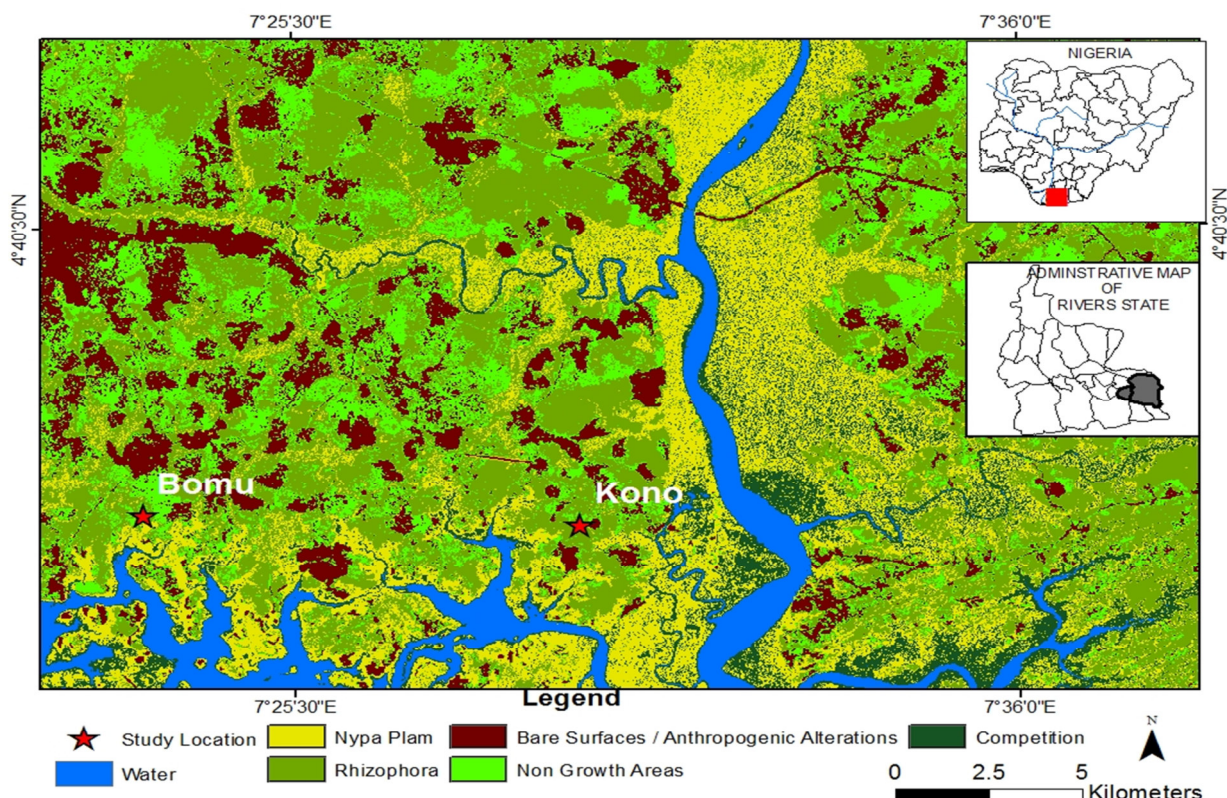 7°25'30"E
7°36'0"E
NIGERIA
4°40'30"N
4°40'30"N
ADMINSTRATIVE MAP
OF
RIVERS STATE
Bomu
Kono
7°25'30"E
7°36'0"E
Legend
Study Location
Nypa Plam
Bare Surfaces / Anthropogenic Alterations
Competition
N
Water
Rhizophora
Non Growth Areas
0 2.5 5
Kilometers